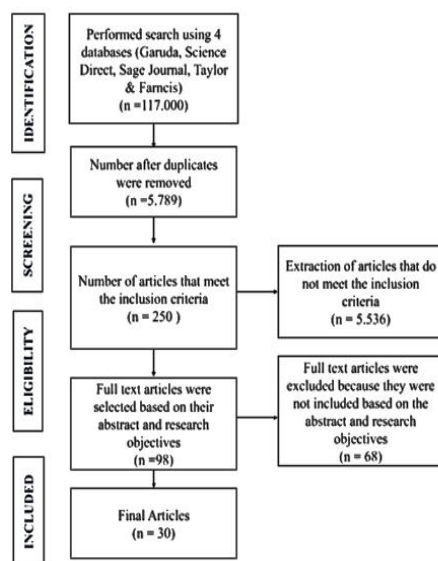 IDENTIFICATION
Performed search using 4
databases (Garuda, Science
Direct, Sage Journal, Taylor
& Farncis)
(n =117.000)
Number after duplicates
were removed
(n =5.789)
SCREENING
Number of articles that meet
the inclusion criteria
(n = 250 )
Extraction of articles that do
not meet the inclusion
criteria
(n = 5.536)
ELIGIBILITY
Full text articles were
selected based on their
abstract and research
objectives
(n =98)
Full text articles were
excluded because they were
not included based on the
abstract and research
objectives
(n = 68)
INCLUDED
Final Articles
(n = 30)